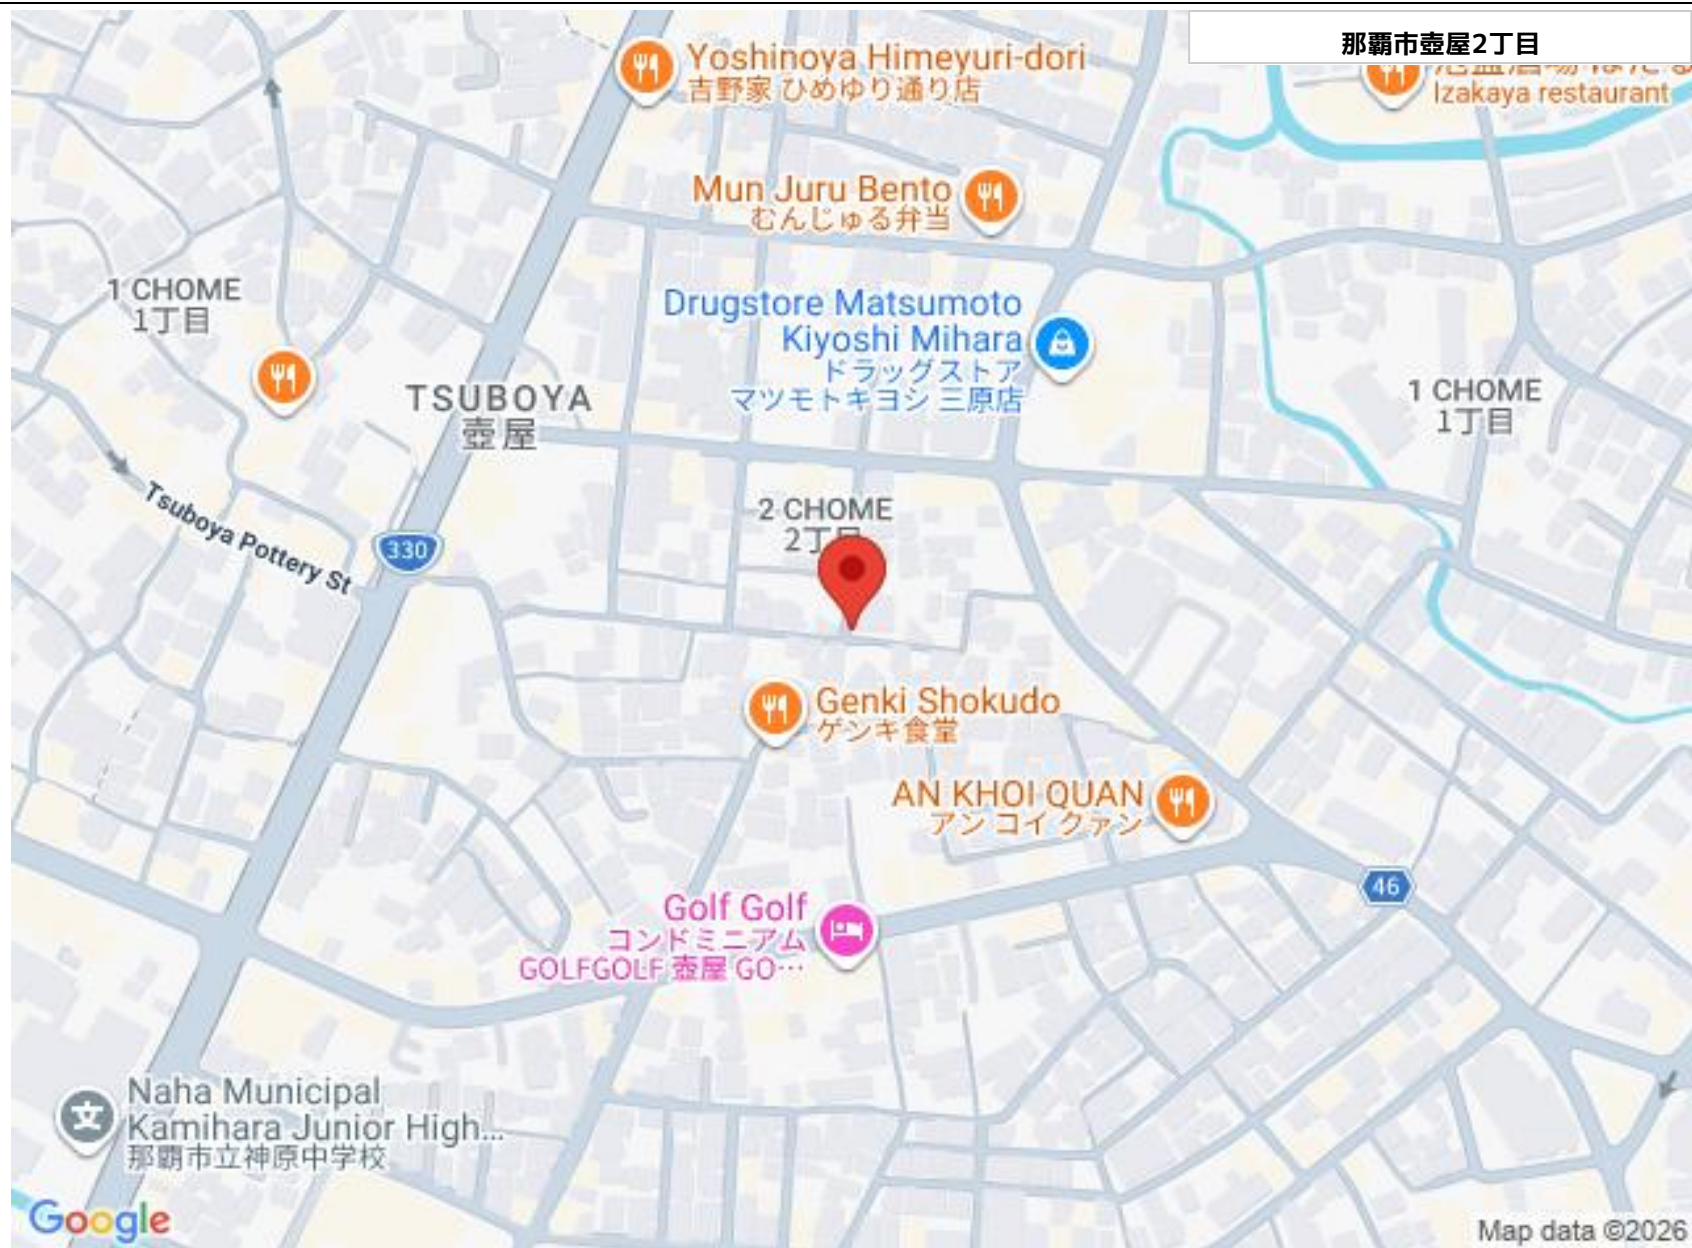 那覇市壺屋2丁目
Yoshinoya Himeyuri-dori
吉野家 ひめゆり通り店
Izakaya restaurant
Mun Juru Bento
むんじゅる弁当
1 CHOME
1丁目
Drugstore Matsumoto
Kiyoshi Mihara
ドラッグストア
マツモトキヨシ 三原店
TSUBOYA
壺屋
1 CHOME
1丁目
Tsuboya Pottery St
330
2 CHOME
2丁目
Genki Shokudo
ゲンキ食堂
AN KHOI QUAN
アン コイ クァン
46
Golf Golf
コンドミニアム
GOLFGOLF 壺屋 GO…
Naha Municipal
Kamihara Junior High...
那覇市立神原中学校
文
Google
Map data ©2026